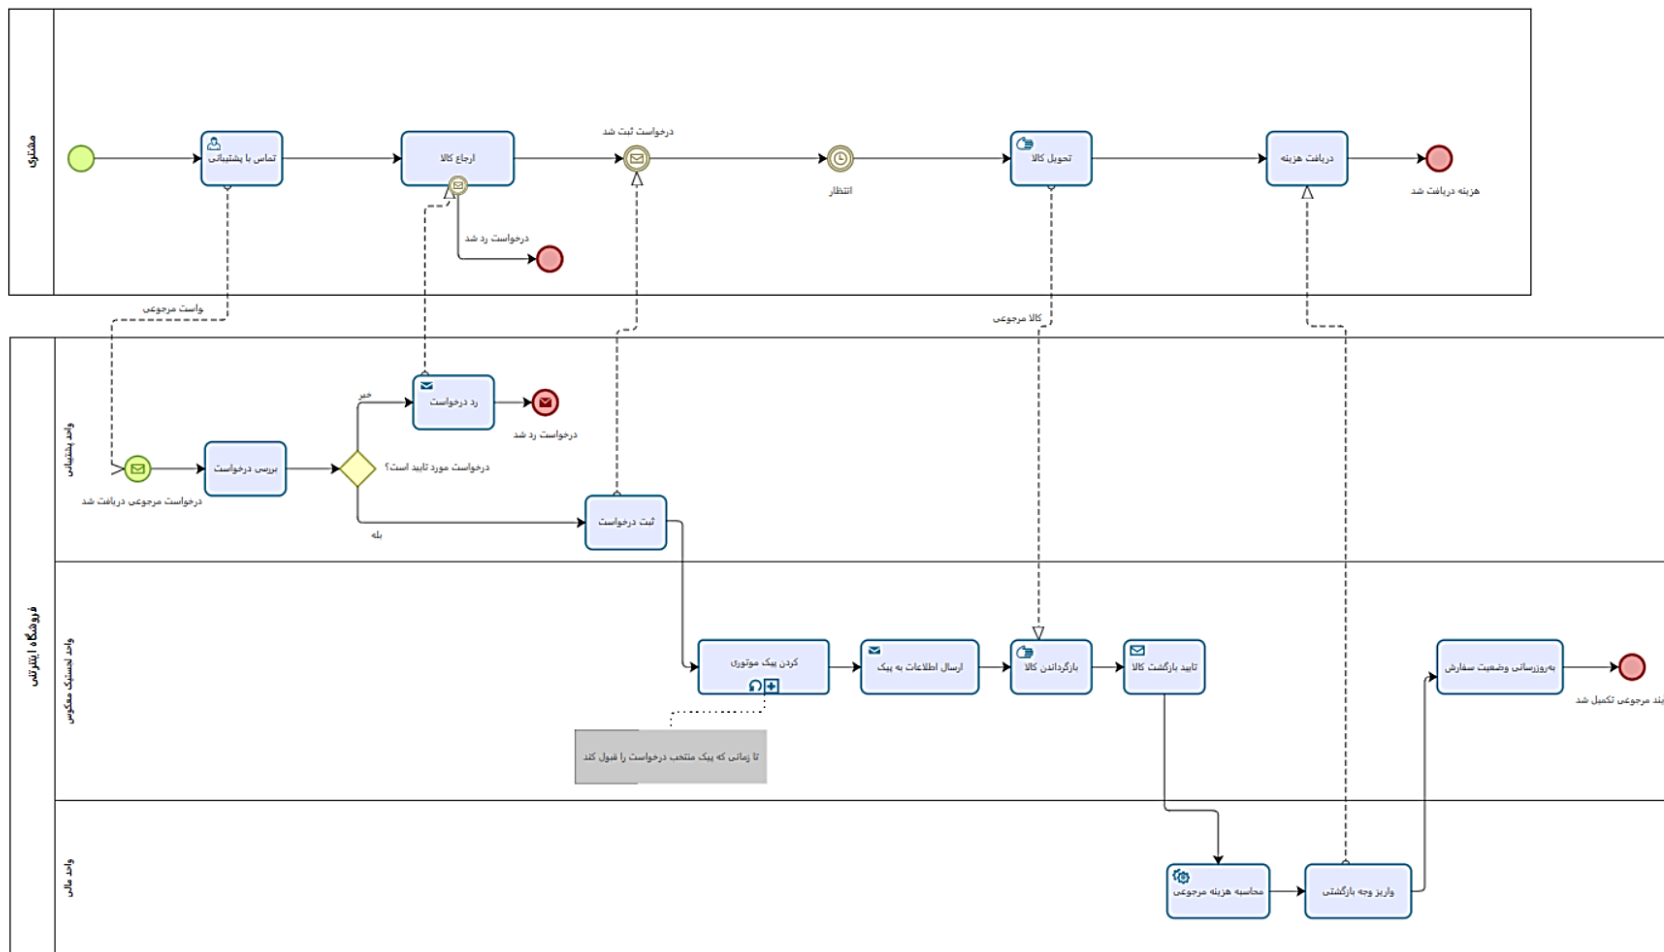 مشتری
تماس با پشتیبانی
ارجاع کالا
درخواست ثبت شد
انتظار
تحویل کالا
دریافت هزینه
هزینه دریافت شد
درخواست رد شد
واست مرجوعی
کالا مرجوعی
فروشگاه اینترنتی
واحد پشتیبانی
درخواست مرجوعی دریافت شد
بررسی درخواست
درخواست مورد تایید است؟
خیر
بله
رد درخواست
درخواست رد شد
ثبت درخواست
واحد لجستیک معکوس
کردن پیک موتوری
تا زمانی که پیک منتخب درخواست را قبول کند
ارسال اطلاعات به پیک
بازگرداندن کالا
تایید بازگشت کالا
به‌روزرسانی وضعیت سفارش
یند مرجوعی تکمیل شد
واحد مالی
محاسبه هزینه مرجوعی
واریز وجه بازگشتی